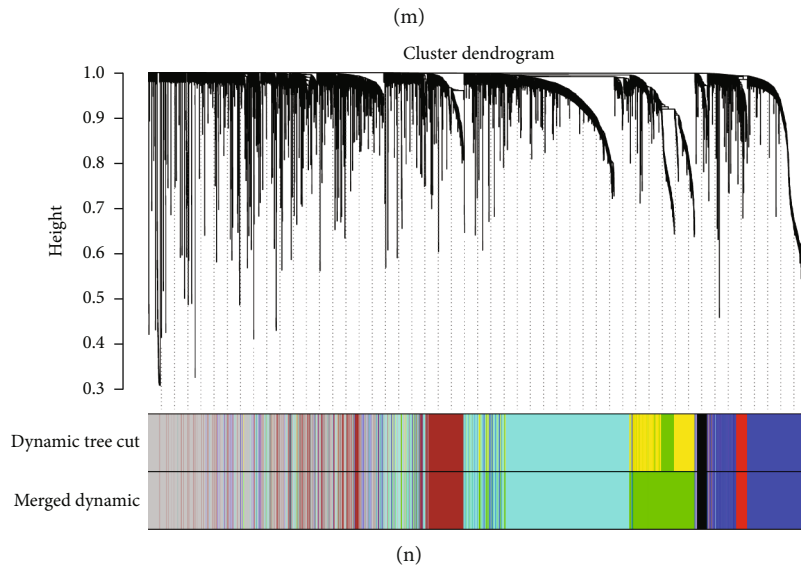 (m)
Cluster dendrogram
1.0
0.9
0.8
0.7
0.6
0.5
0.4
0.3
Height
Dynamic tree cut
Merged dynamic
(n)